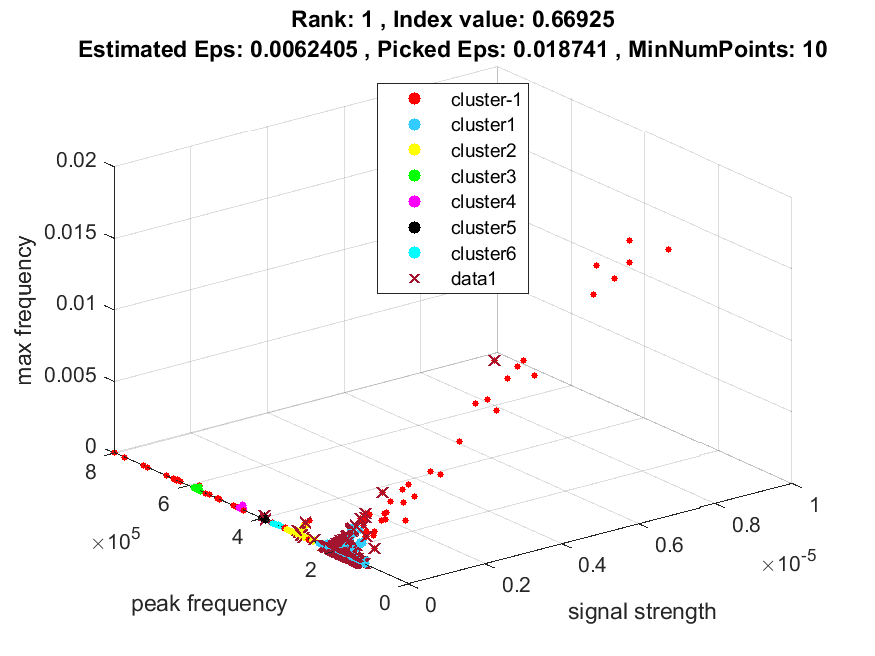 Rank: 1 , Index value: 0.66925
Estimated Eps: 0.0062405 , Picked Eps: 0.018741 , MinNumPoints: 10
cluster-1
cluster1
cluster2
cluster3
cluster4
cluster5
cluster6
data1
max frequency
0.02
0.015
0.01
0.005
0
8
6
4
2
0
×10^5
peak frequency
0
0.2
0.4
0.6
0.8
1
×10^-5
signal strength